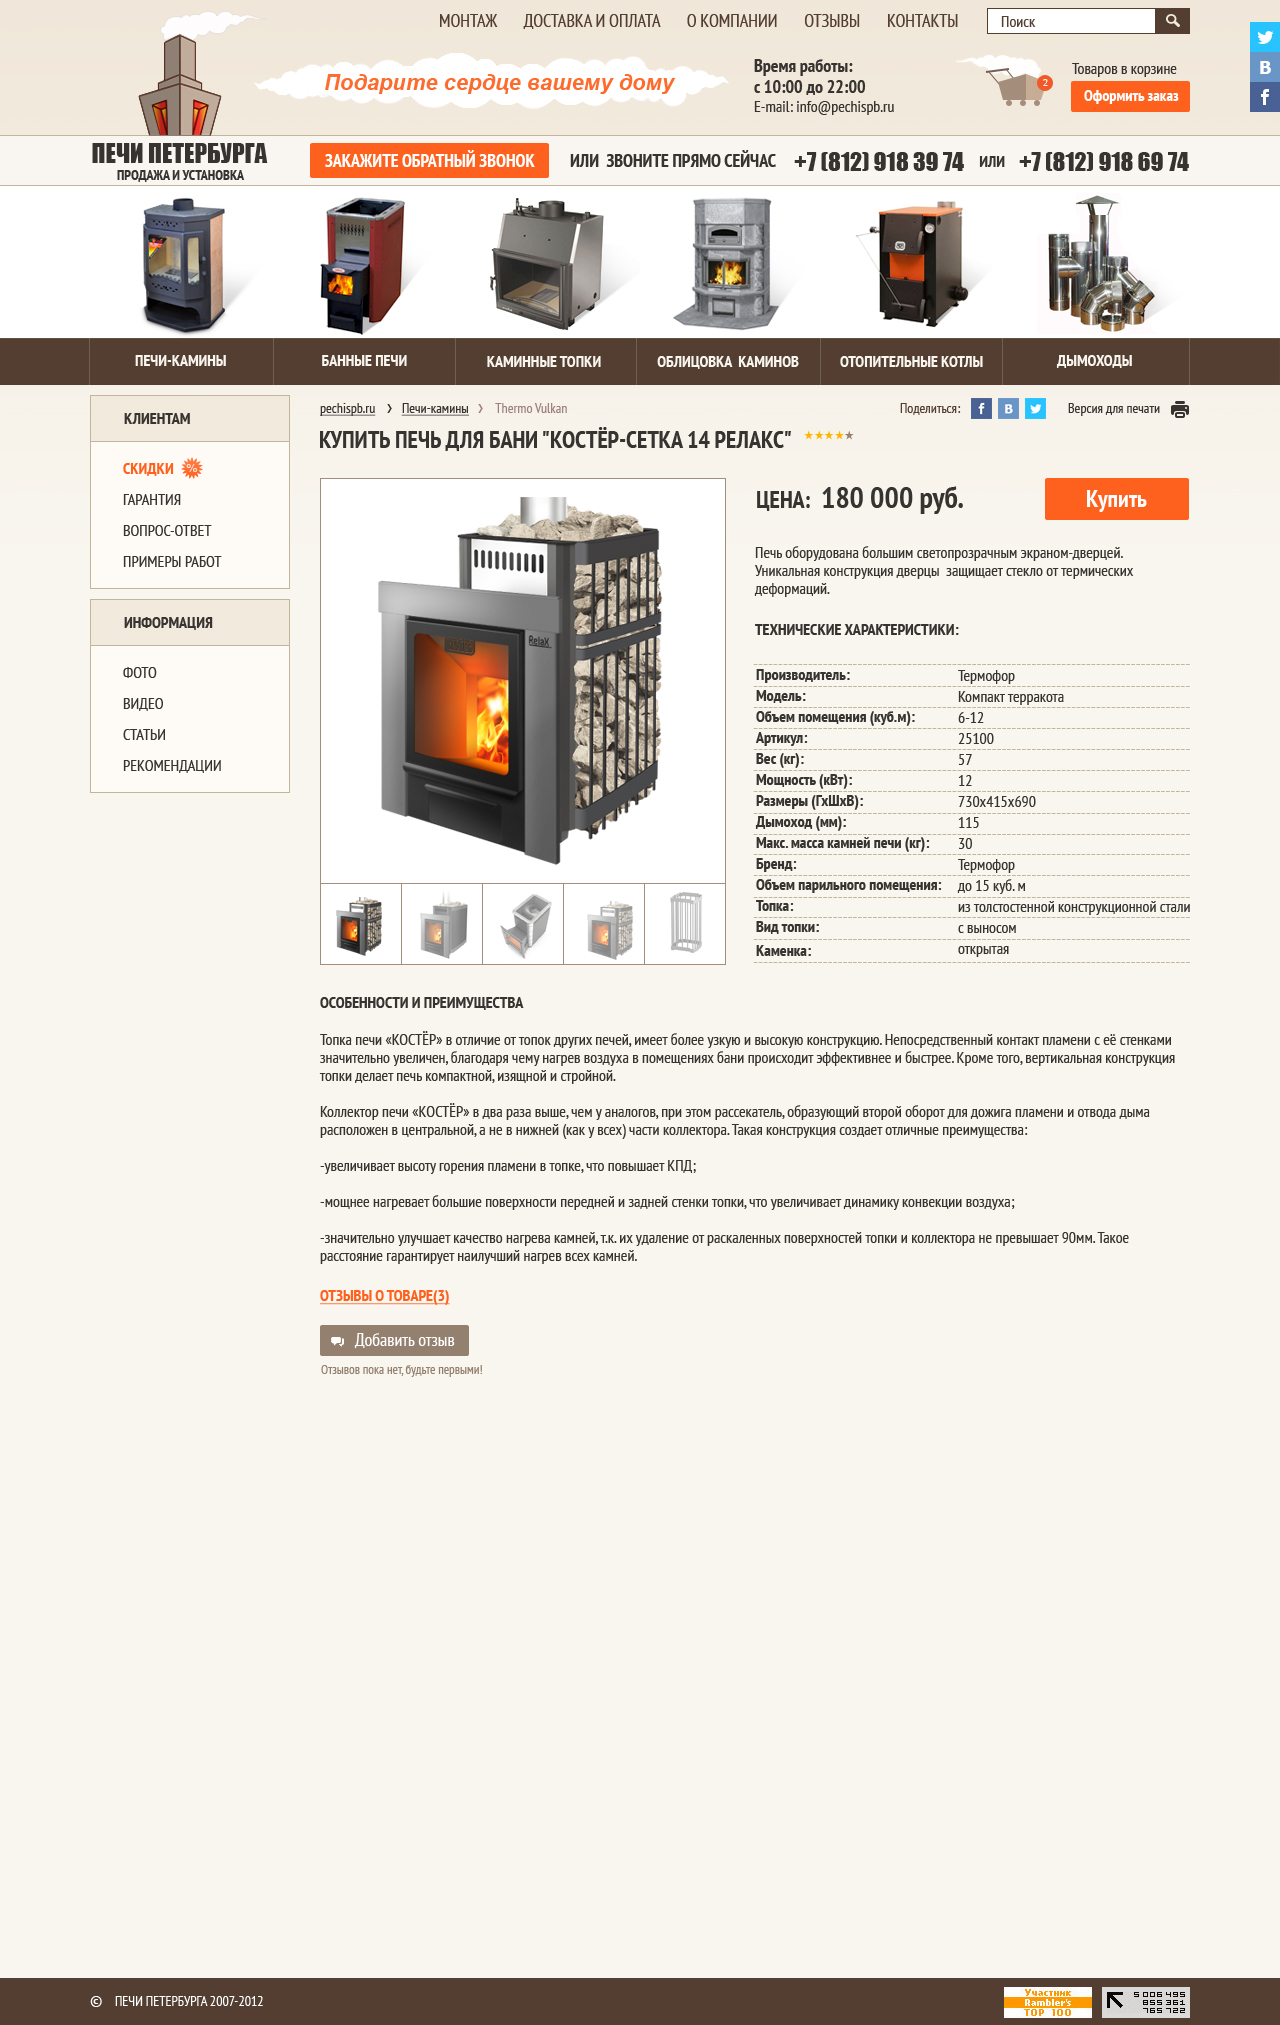 МОНТАЖ ДОСТАВКА И ОПЛАТА О КОМПАНИИ ОТЗЫВЫ КОНТАКТЫ Поиск
Подарите сердце вашему дому
Время работы:
с 10:00 до 22:00
E-mail: info@pechispb.ru
2
Товаров в корзине
Оформить заказ
В
f
ПЕЧИ ПЕТЕРБУРГА
ПРОДАЖА И УСТАНОВКА
ЗАКАЖИТЕ ОБРАТНЫЙ ЗВОНОК ИЛИ ЗВОНИТЕ ПРЯМО СЕЙЧАС +7 (812) 918 39 74 ИЛИ +7 (812) 918 69 74
ПЕЧИ-КАМИНЫ БАННЫЕ ПЕЧИ КАМИННЫЕ ТОПКИ ОБЛИЦОВКА КАМИНОВ ОТОПИТЕЛЬНЫЕ КОТЛЫ ДЫМОХОДЫ
КЛИЕНТАМ
СКИДКИ %
ГАРАНТИЯ
ВОПРОС-ОТВЕТ
ПРИМЕРЫ РАБОТ
ИНФОРМАЦИЯ
ФОТО
ВИДЕО
СТАТЬИ
РЕКОМЕНДАЦИИ
pechispb.ru › Печи-камины › Thermo Vulkan
Поделиться: f В Версия для печати
КУПИТЬ ПЕЧЬ ДЛЯ БАНИ "КОСТЁР-СЕТКА 14 РЕЛАКС"
RelaX
ЦЕНА: 180 000 руб.
Купить
Печь оборудована большим светопрозрачным экраном-дверцей.
Уникальная конструкция дверцы защищает стекло от термических
деформаций.
ТЕХНИЧЕСКИЕ ХАРАКТЕРИСТИКИ:
Производитель: Термофор
Модель: Компакт терракота
Объем помещения (куб.м): 6-12
Артикул: 25100
Вес (кг): 57
Мощность (кВт): 12
Размеры (ГхШхВ): 730х415х690
Дымоход (мм): 115
Макс. масса камней печи (кг): 30
Бренд: Термофор
Объем парильного помещения: до 15 куб. м
Топка: из толстостенной конструкционной стали
Вид топки: с выносом
Каменка: открытая
ОСОБЕННОСТИ И ПРЕИМУЩЕСТВА
Топка печи «КОСТЁР» в отличие от топок других печей, имеет более узкую и высокую конструкцию. Непосредственный контакт пламени с её стенками
значительно увеличен, благодаря чему нагрев воздуха в помещениях бани происходит эффективнее и быстрее. Кроме того, вертикальная конструкция
топки делает печь компактной, изящной и стройной.
Коллектор печи «КОСТЁР» в два раза выше, чем у аналогов, при этом рассекатель, образующий второй оборот для дожига пламени и отвода дыма
расположен в центральной, а не в нижней (как у всех) части коллектора. Такая конструкция создает отличные преимущества:
-увеличивает высоту горения пламени в топке, что повышает КПД;
-мощнее нагревает большие поверхности передней и задней стенки топки, что увеличивает динамику конвекции воздуха;
-значительно улучшает качество нагрева камней, т.к. их удаление от раскаленных поверхностей топки и коллектора не превышает 90мм. Такое
расстояние гарантирует наилучший нагрев всех камней.
ОТЗЫВЫ О ТОВАРЕ(3)
Добавить отзыв
Отзывов пока нет, будьте первыми!
© ПЕЧИ ПЕТЕРБУРГА 2007-2012
Участник
Rambler's
TOP 100
5 006 495
855 361
765 722